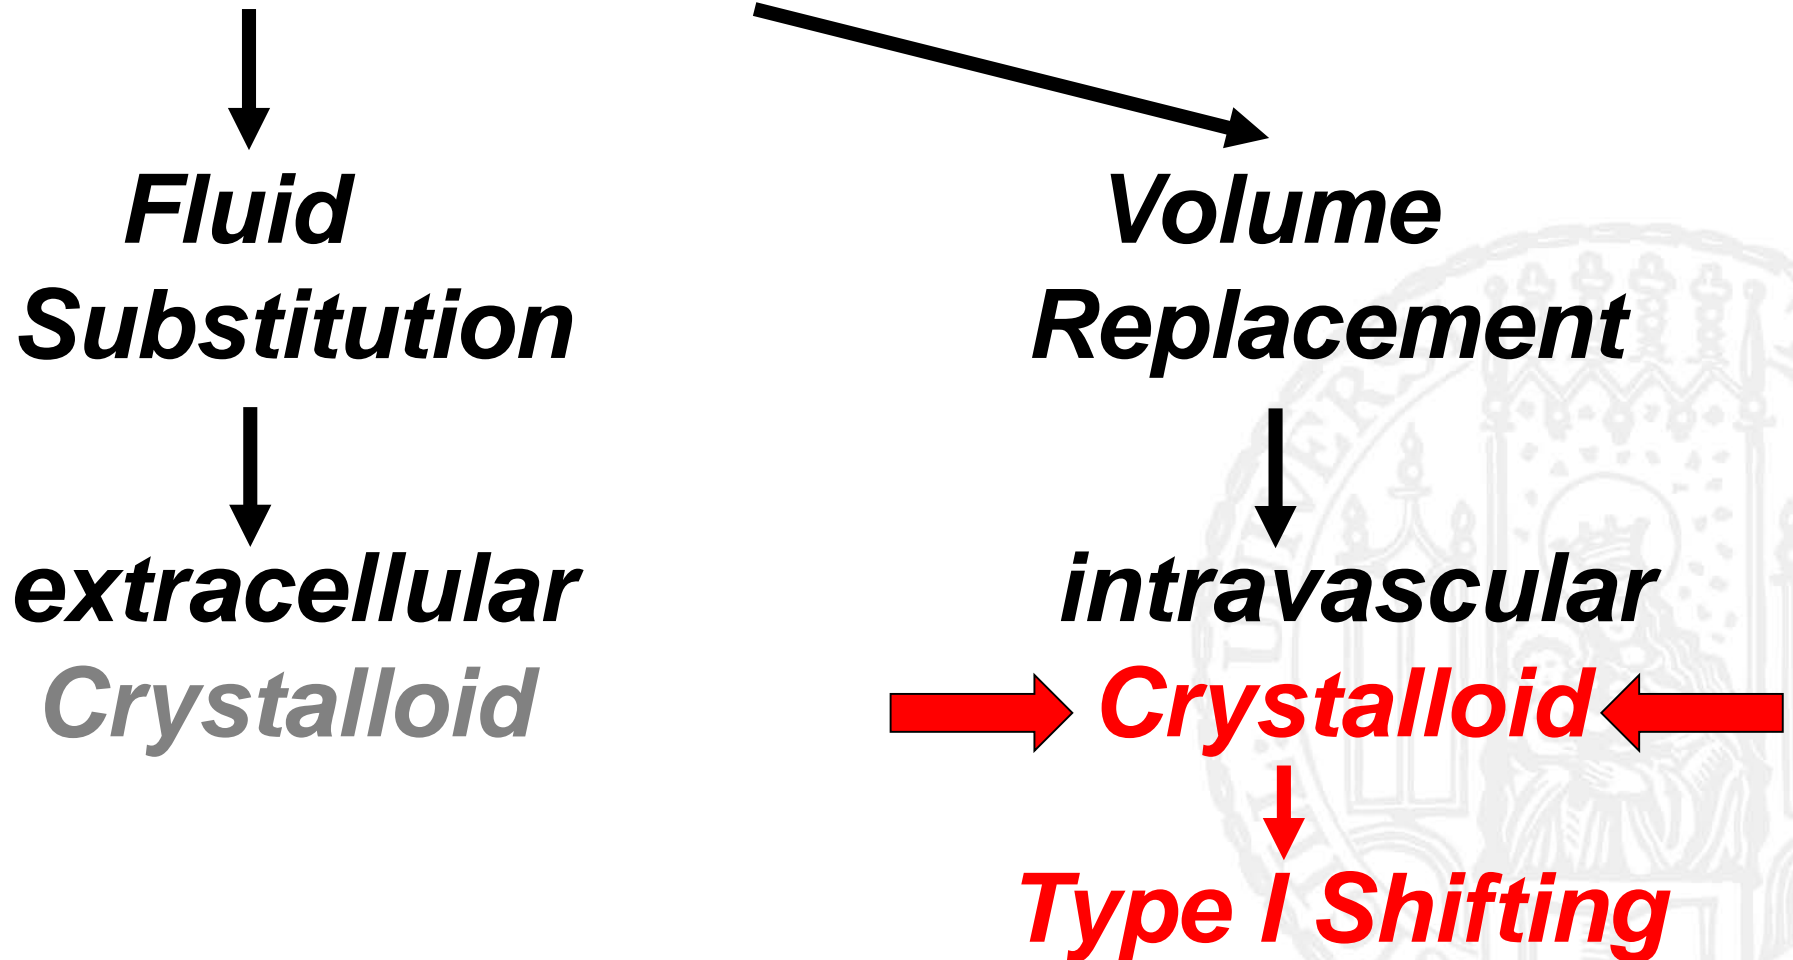 Fluid
Substitution
extracellular
Crystalloid
Volume
Replacement
intravascular
Crystalloid
Type I Shifting